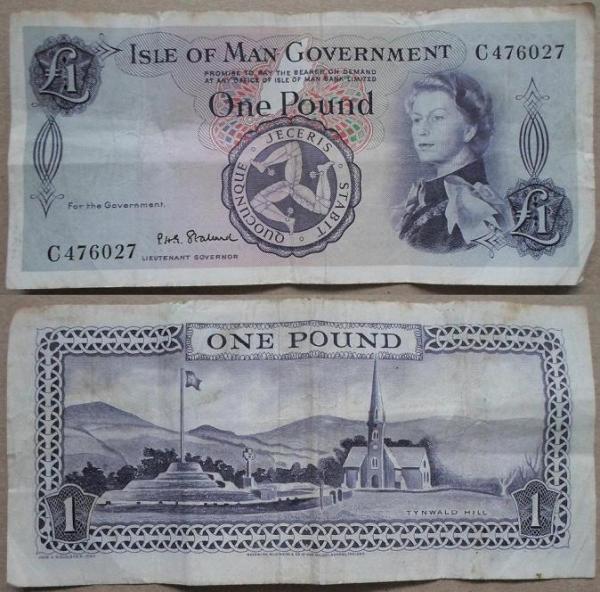 £1
ISLE OF MAN GOVERNMENT C 476027
PROMISE TO PAY THE BEARER ON DEMAND
AT ANY OFFICE OF ISLE OF MAN BANK LIMITED
One Pound
QUOCUNQUE · JECERIS · STABIT
For the Government.
C 476027
LIEUTENANT GOVERNOR
£1
ONE POUND
1
TYNWALD HILL
1